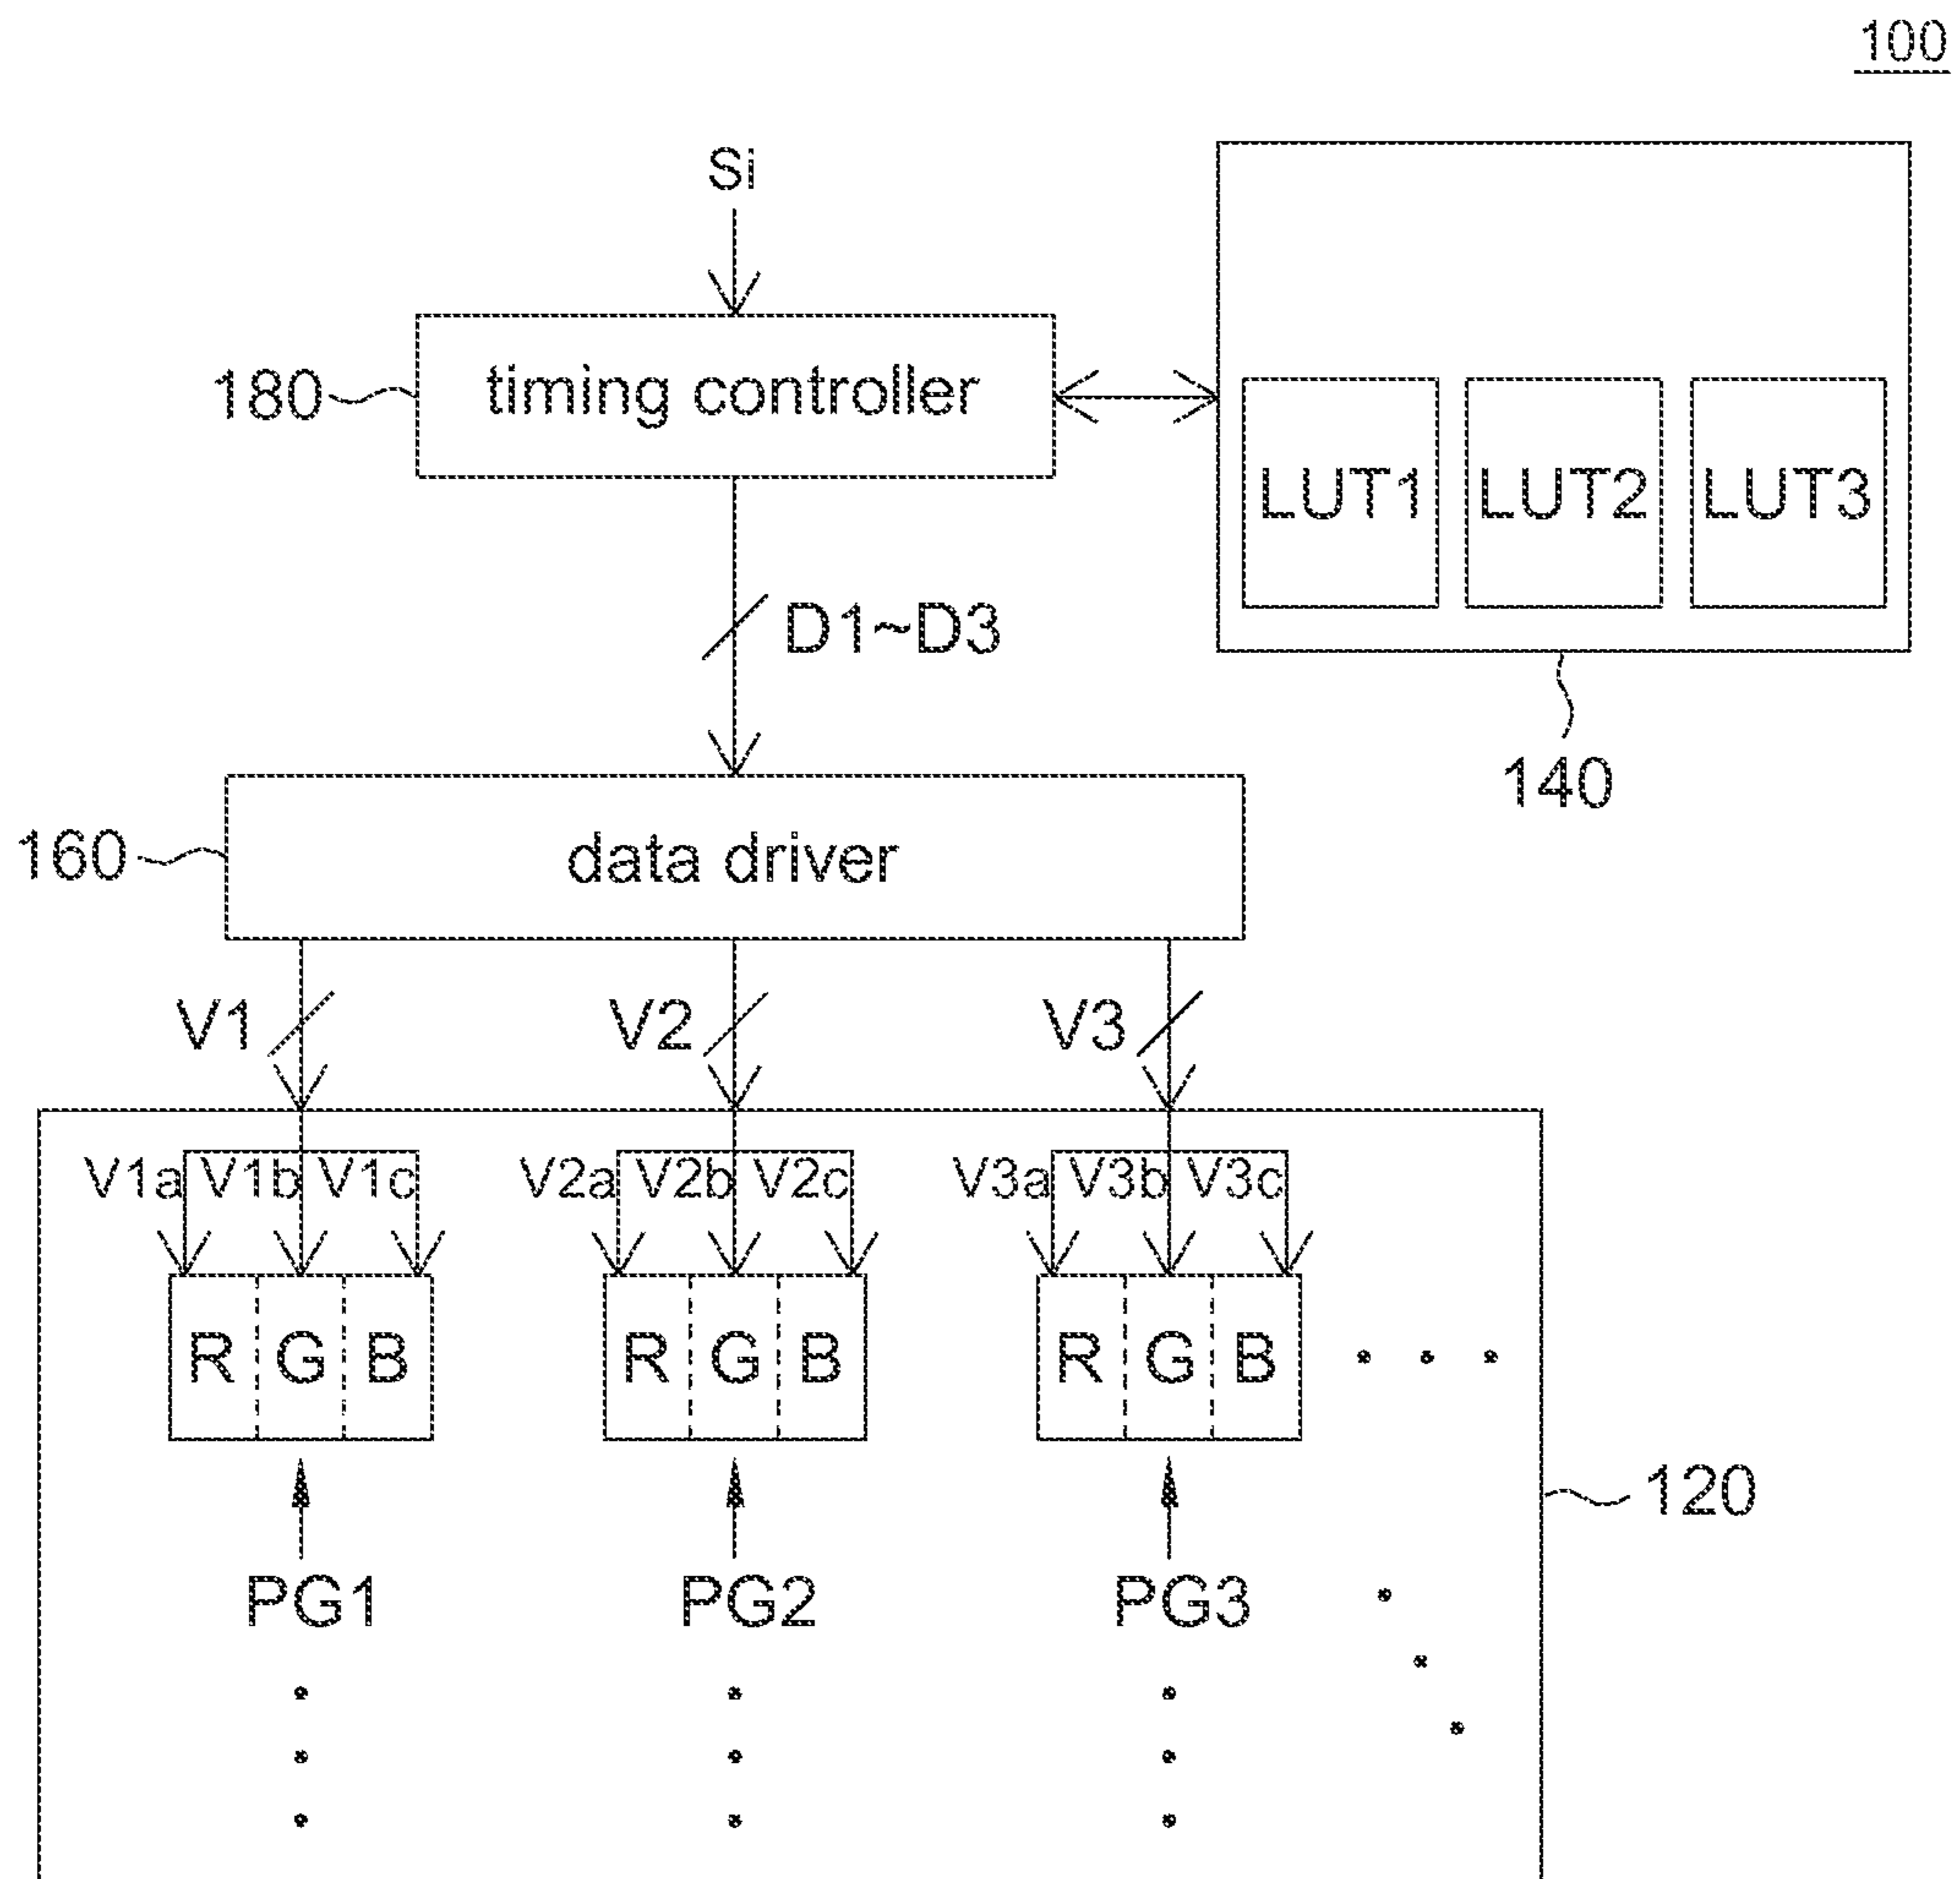 100
Si
180
timing controller
LUT1 LUT2 LUT3
D1~D3
140
160
data driver
V1 V2 V3
V1a V1b V1c V2a V2b V2c V3a V3b V3c
R G B R G B R G B
120
PG1 PG2 PG3